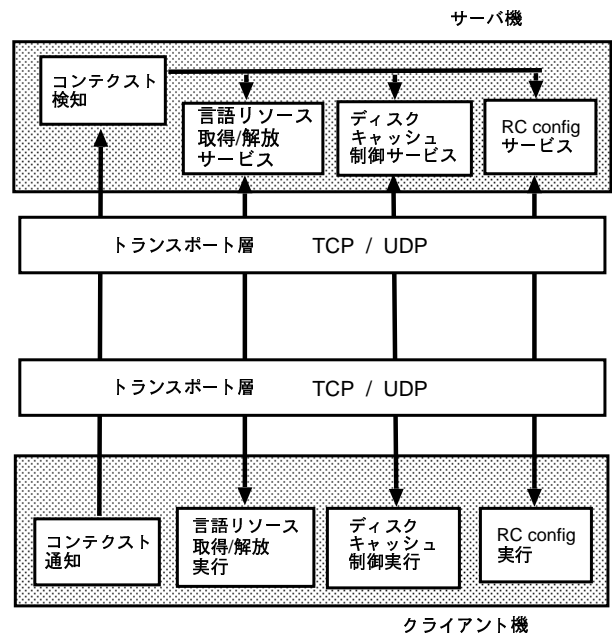 サーバ機
コンテクスト
検知
言語リソース
取得/解放
サービス
ディスク
キャッシュ
制御サービス
RC config
サービス
トランスポート層 TCP / UDP
トランスポート層 TCP / UDP
コンテクスト
通知
言語リソース
取得/解放
実行
ディスク
キャッシュ
制御実行
RC config
実行
クライアント機